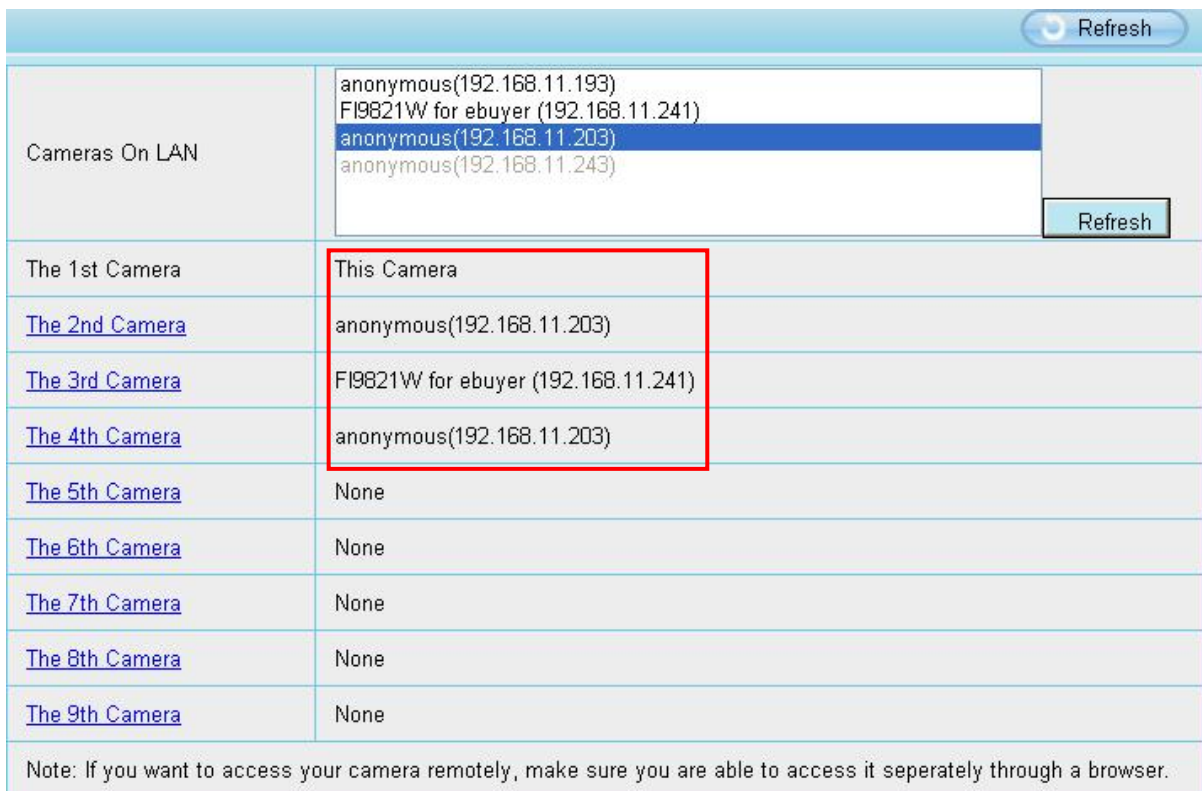 Refresh
Cameras On LAN
anonymous(192.168.11.193)
FI9821W for ebuyer (192.168.11.241)
anonymous(192.168.11.203)
anonymous(192.168.11.243)
Refresh
The 1st Camera This Camera
The 2nd Camera anonymous(192.168.11.203)
The 3rd Camera FI9821W for ebuyer (192.168.11.241)
The 4th Camera anonymous(192.168.11.203)
The 5th Camera None
The 6th Camera None
The 7th Camera None
The 8th Camera None
The 9th Camera None
Note: If you want to access your camera remotely, make sure you are able to access it seperately through a browser.